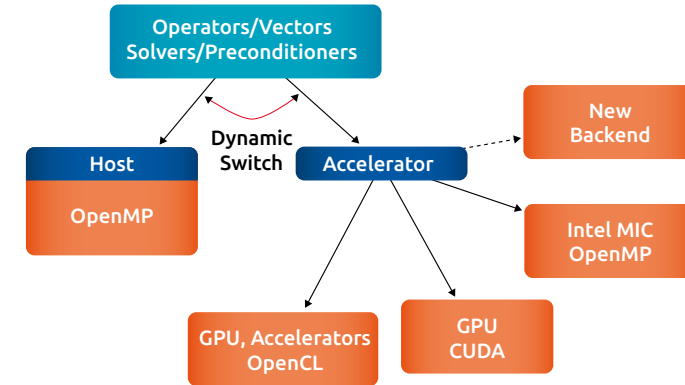 Operators/Vectors
Solvers/Preconditioners
Dynamic
Switch
Host
OpenMP
Accelerator
New
Backend
Intel MIC
OpenMP
GPU, Accelerators
OpenCL
GPU
CUDA